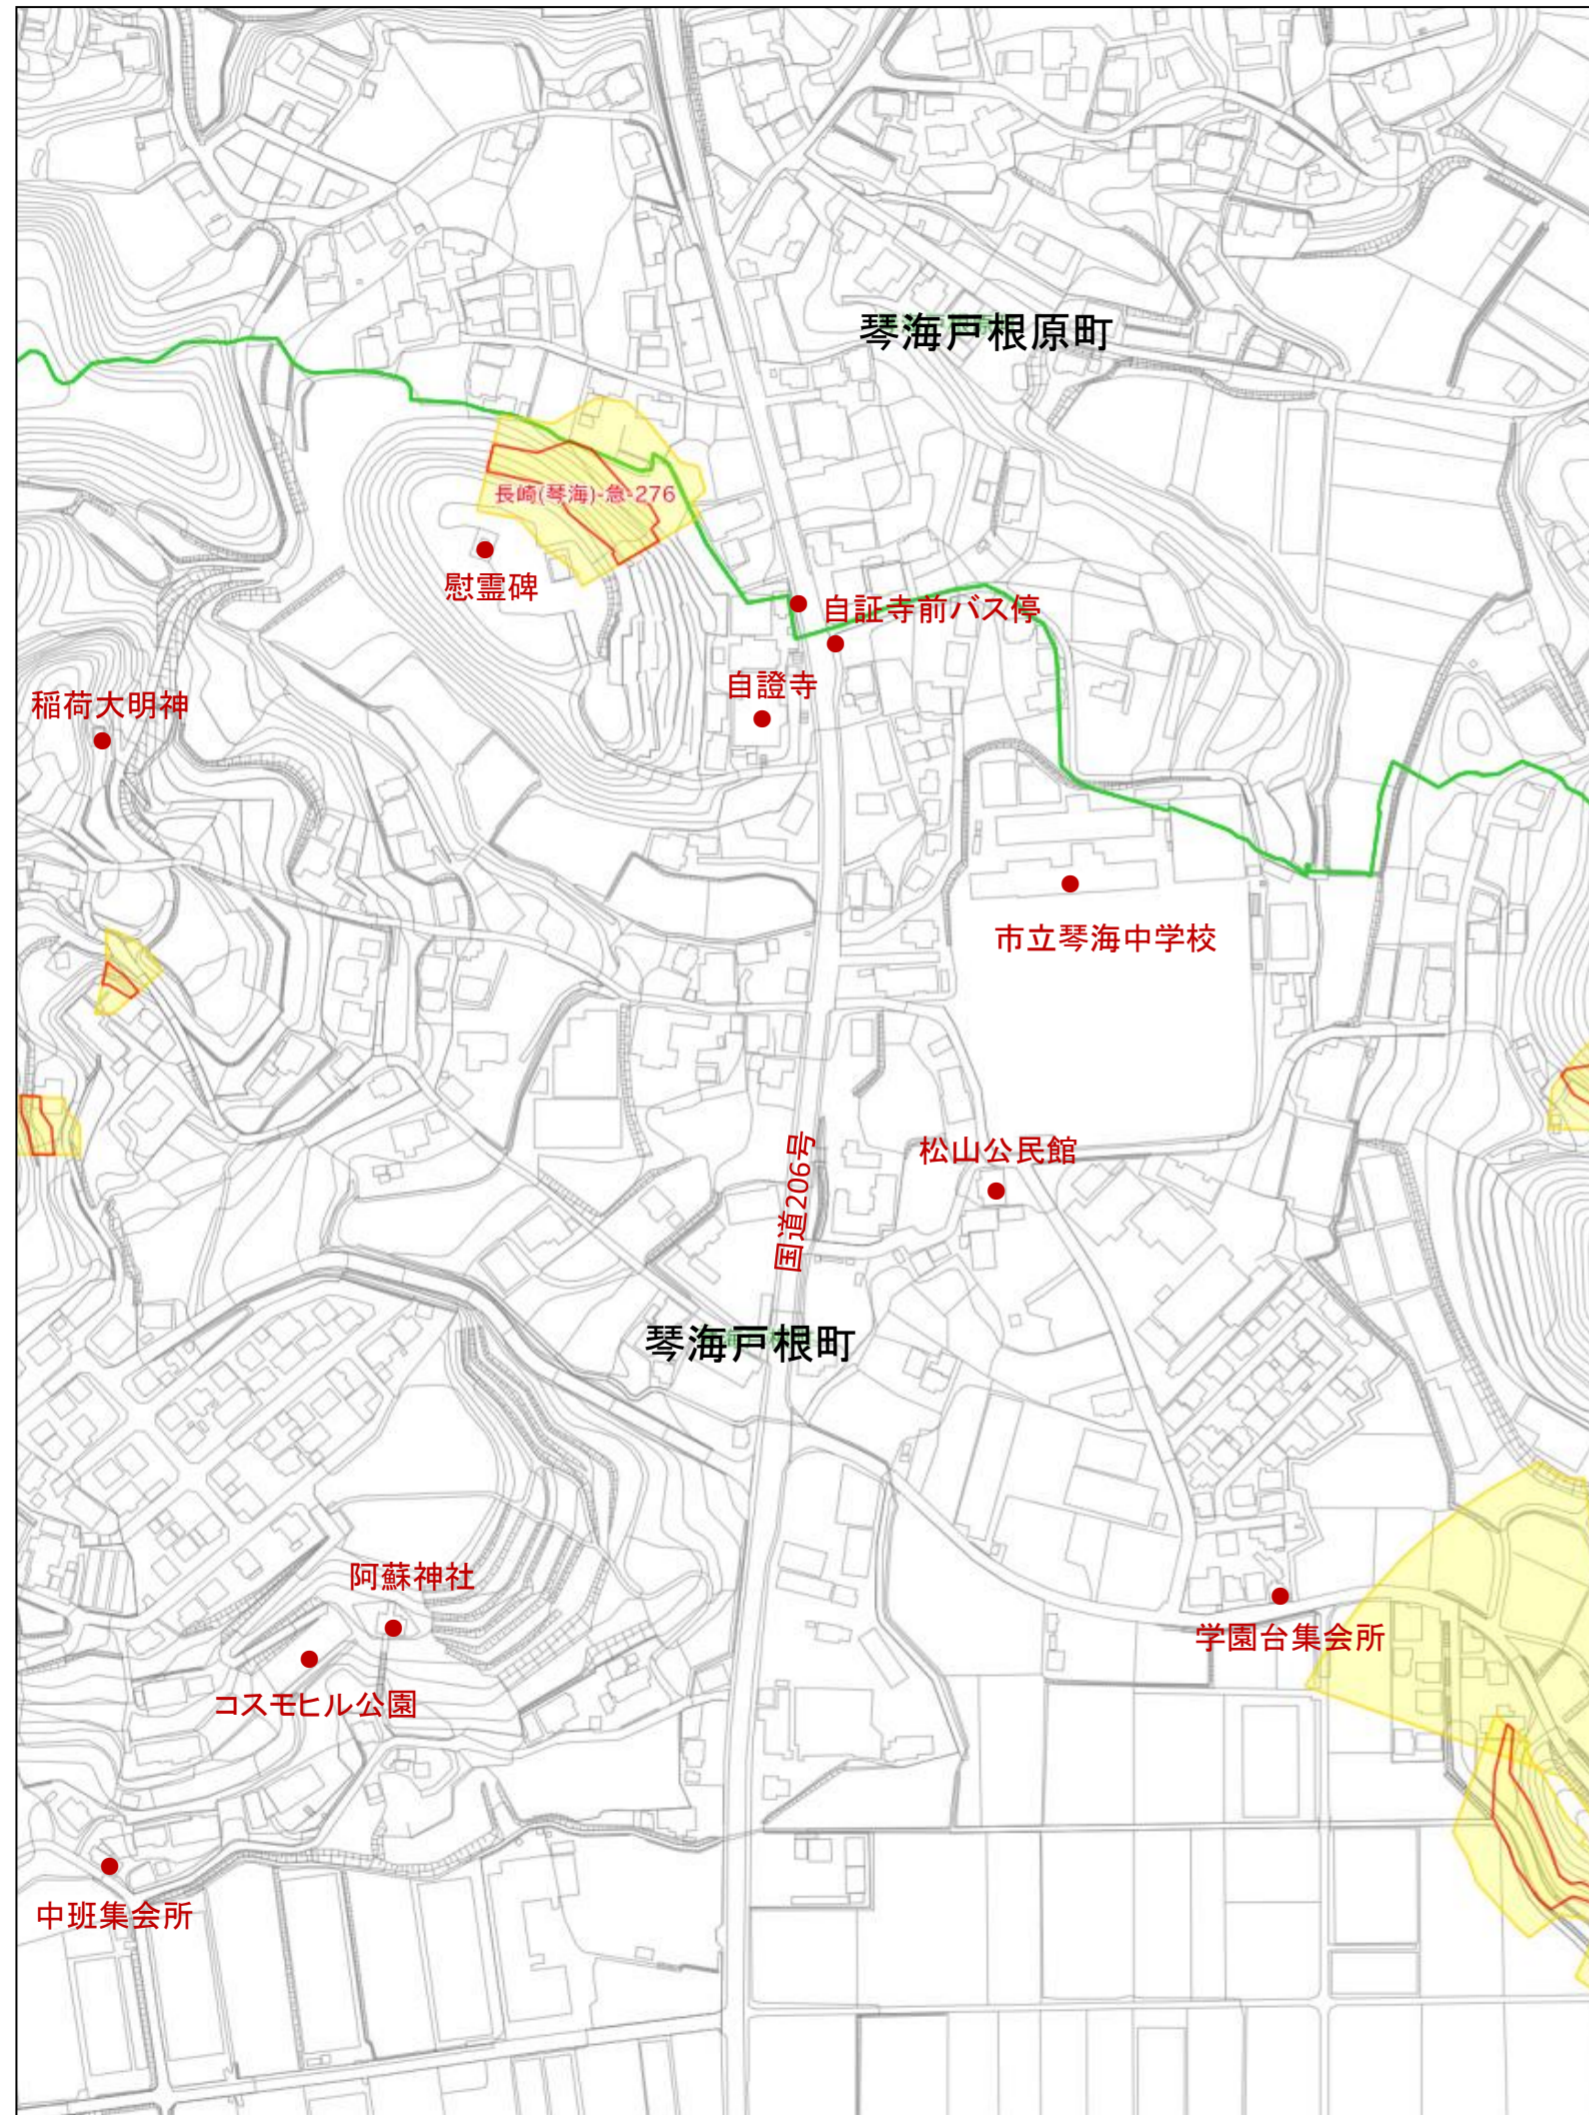 琴海戸根原町
長崎(琴海)-急-276
慰霊碑
自証寺前バス停
自證寺
稲荷大明神
市立琴海中学校
松山公民館
国道206号
琴海戸根町
阿蘇神社
学園台集会所
コスモヒル公園
中班集会所